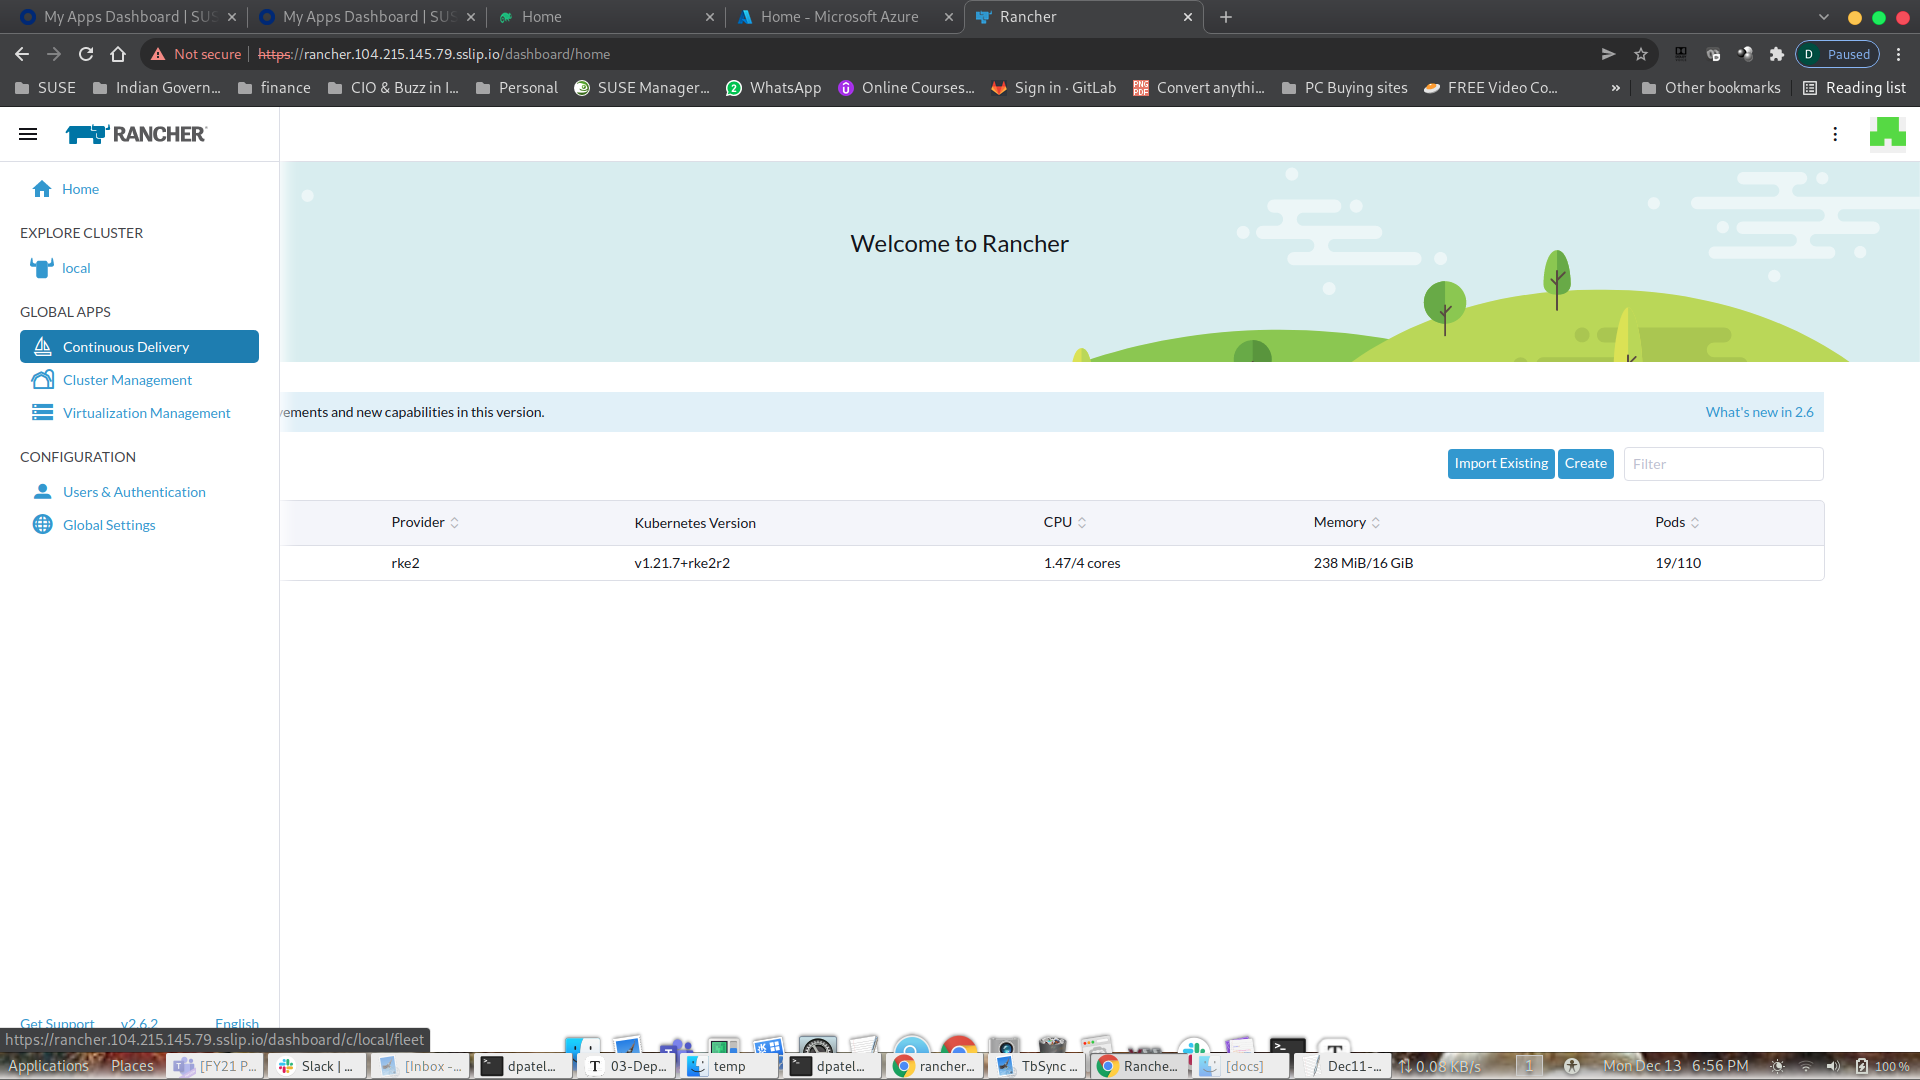 My Apps Dashboard | SUS
My Apps Dashboard | SUS
Home
Home - Microsoft Azure
Rancher
Not secure
https://rancher.104.215.145.79.sslip.io/dashboard/home
D Paused
SUSE
Indian Govern...
finance
CIO & Buzz in I...
Personal
SUSE Manager...
WhatsApp
Online Courses...
Sign in · GitLab
Convert anythi...
PC Buying sites
FREE Video Co...
»
Other bookmarks
Reading list
RANCHER
Home
EXPLORE CLUSTER
local
GLOBAL APPS
Continuous Delivery
Cluster Management
Virtualization Management
CONFIGURATION
Users & Authentication
Global Settings
Welcome to Rancher
ements and new capabilities in this version.
What's new in 2.6
Import Existing Create Filter
Provider Kubernetes Version CPU Memory Pods
rke2 v1.21.7+rke2r2 1.47/4 cores 238 MiB/16 GiB 19/110
Get Support v2.6.2 English
https://rancher.104.215.145.79.sslip.io/dashboard/c/local/fleet
Applications Places [FY21 P... Slack | ... [Inbox -... dpatel... 03-Dep... temp dpatel... rancher... TbSync ... Ranche... [docs] Dec11-... 0.08 KB/s 1 Mon Dec 13 6:56 PM 100 %